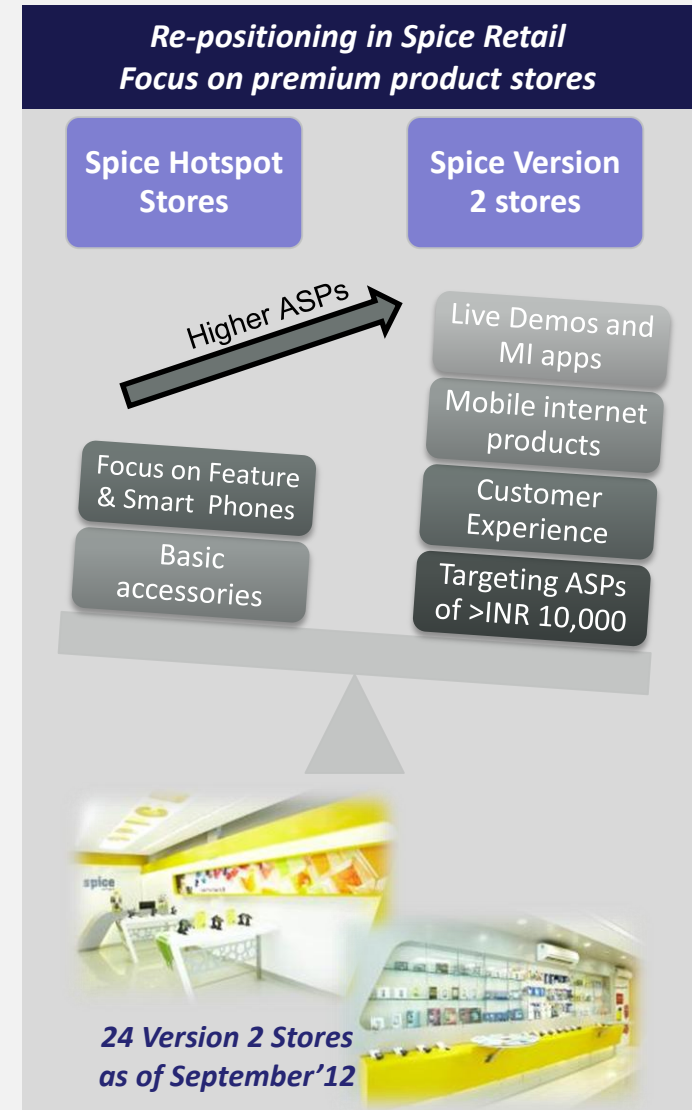 Re-positioning in Spice Retail
Focus on premium product stores
Spice Hotspot
Stores
Spice Version
2 stores
Higher ASPs
Focus on Feature
& Smart Phones
Basic
accessories
Live Demos and
MI apps
Mobile internet
products
Customer
Experience
Targeting ASPs
of >INR 10,000
SPICE
spice
24 Version 2 Stores
as of September'12